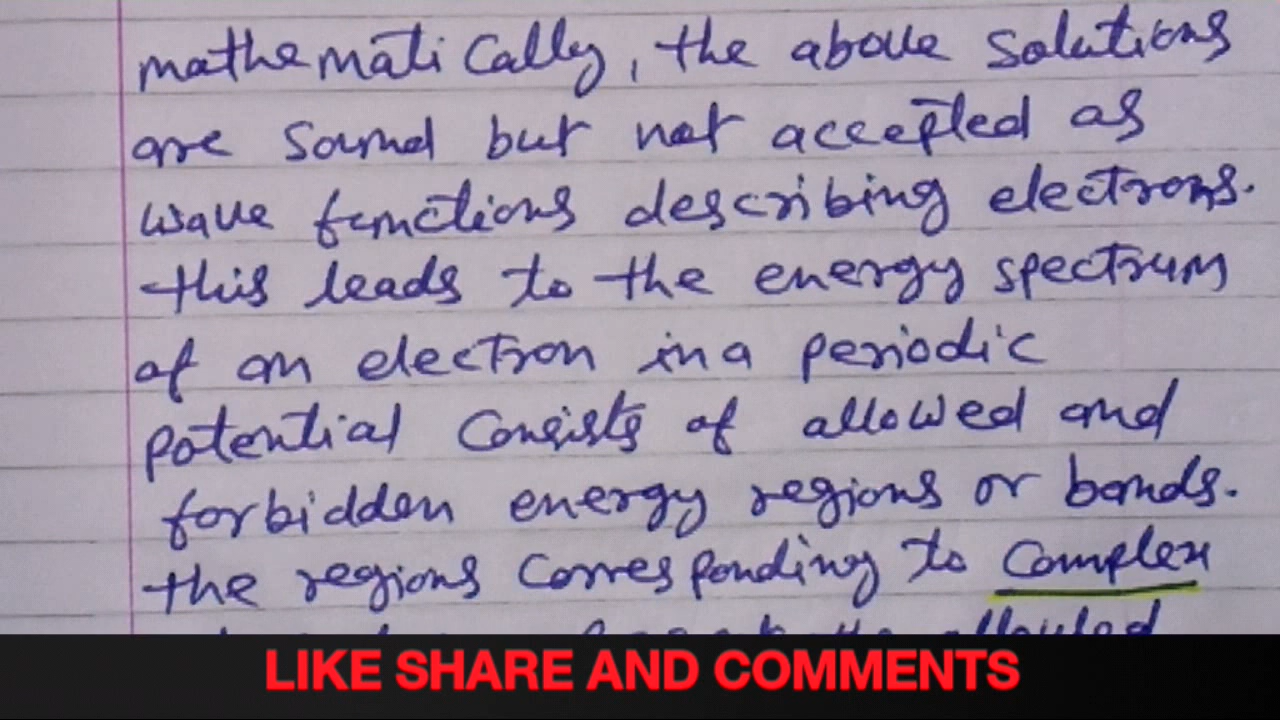 mathematically, the above solutions
are sound but not accepted as
wave functions describing electrons.
this leads to the energy spectrum
of an electron in a periodic
potential consists of allowed and
forbidden energy regions or bands.
the regions corresponding to complex
the allowed
LIKE SHARE AND COMMENTS